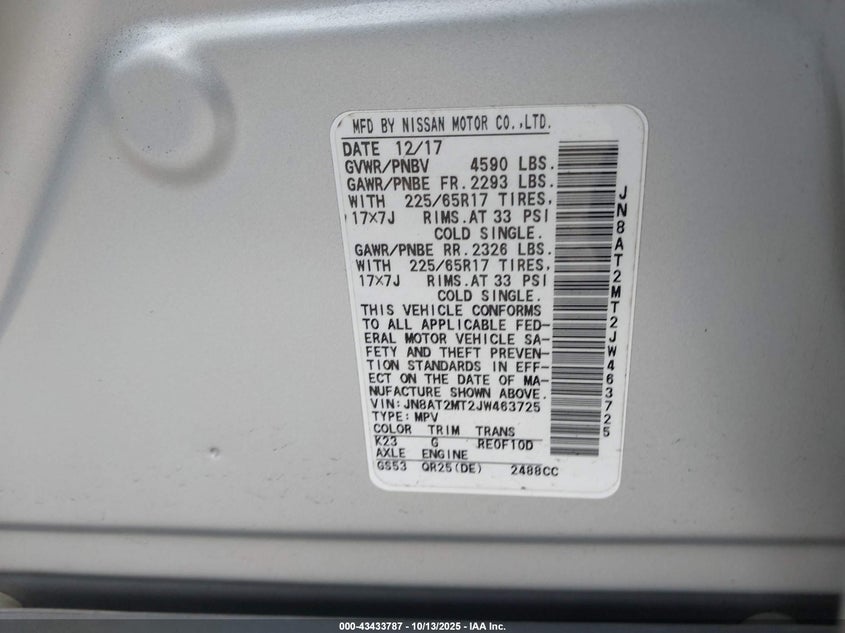 MFD BY NISSAN MOTOR CO.,LTD.
DATE 12/17
GVWR/PNBV 4590 LBS.
GAWR/PNBE FR. 2293 LBS.
WITH 225/65R17 TIRES,
17×7J RIMS.AT 33 PSI
COLD SINGLE.
GAWR/PNBE RR. 2326 LBS.
WITH 225/65R17 TIRES,
17×7J RIMS.AT 33 PSI
COLD SINGLE.
THIS VEHICLE CONFORMS
TO ALL APPLICABLE FED-
ERAL MOTOR VEHICLE SA-
FETY AND THEFT PREVEN-
TION STANDARDS IN EFF-
ECT ON THE DATE OF MA-
NUFACTURE SHOWN ABOVE.
VIN:JN8AT2MT2JW463725
TYPE: MPV
COLOR TRIM TRANS
K23 G RE0F10D
AXLE ENGINE
GS53 QR25(DE) 2488CC
JN8AT2MT2JW463725
000-43433787 - 10/13/2025 - IAA Inc.